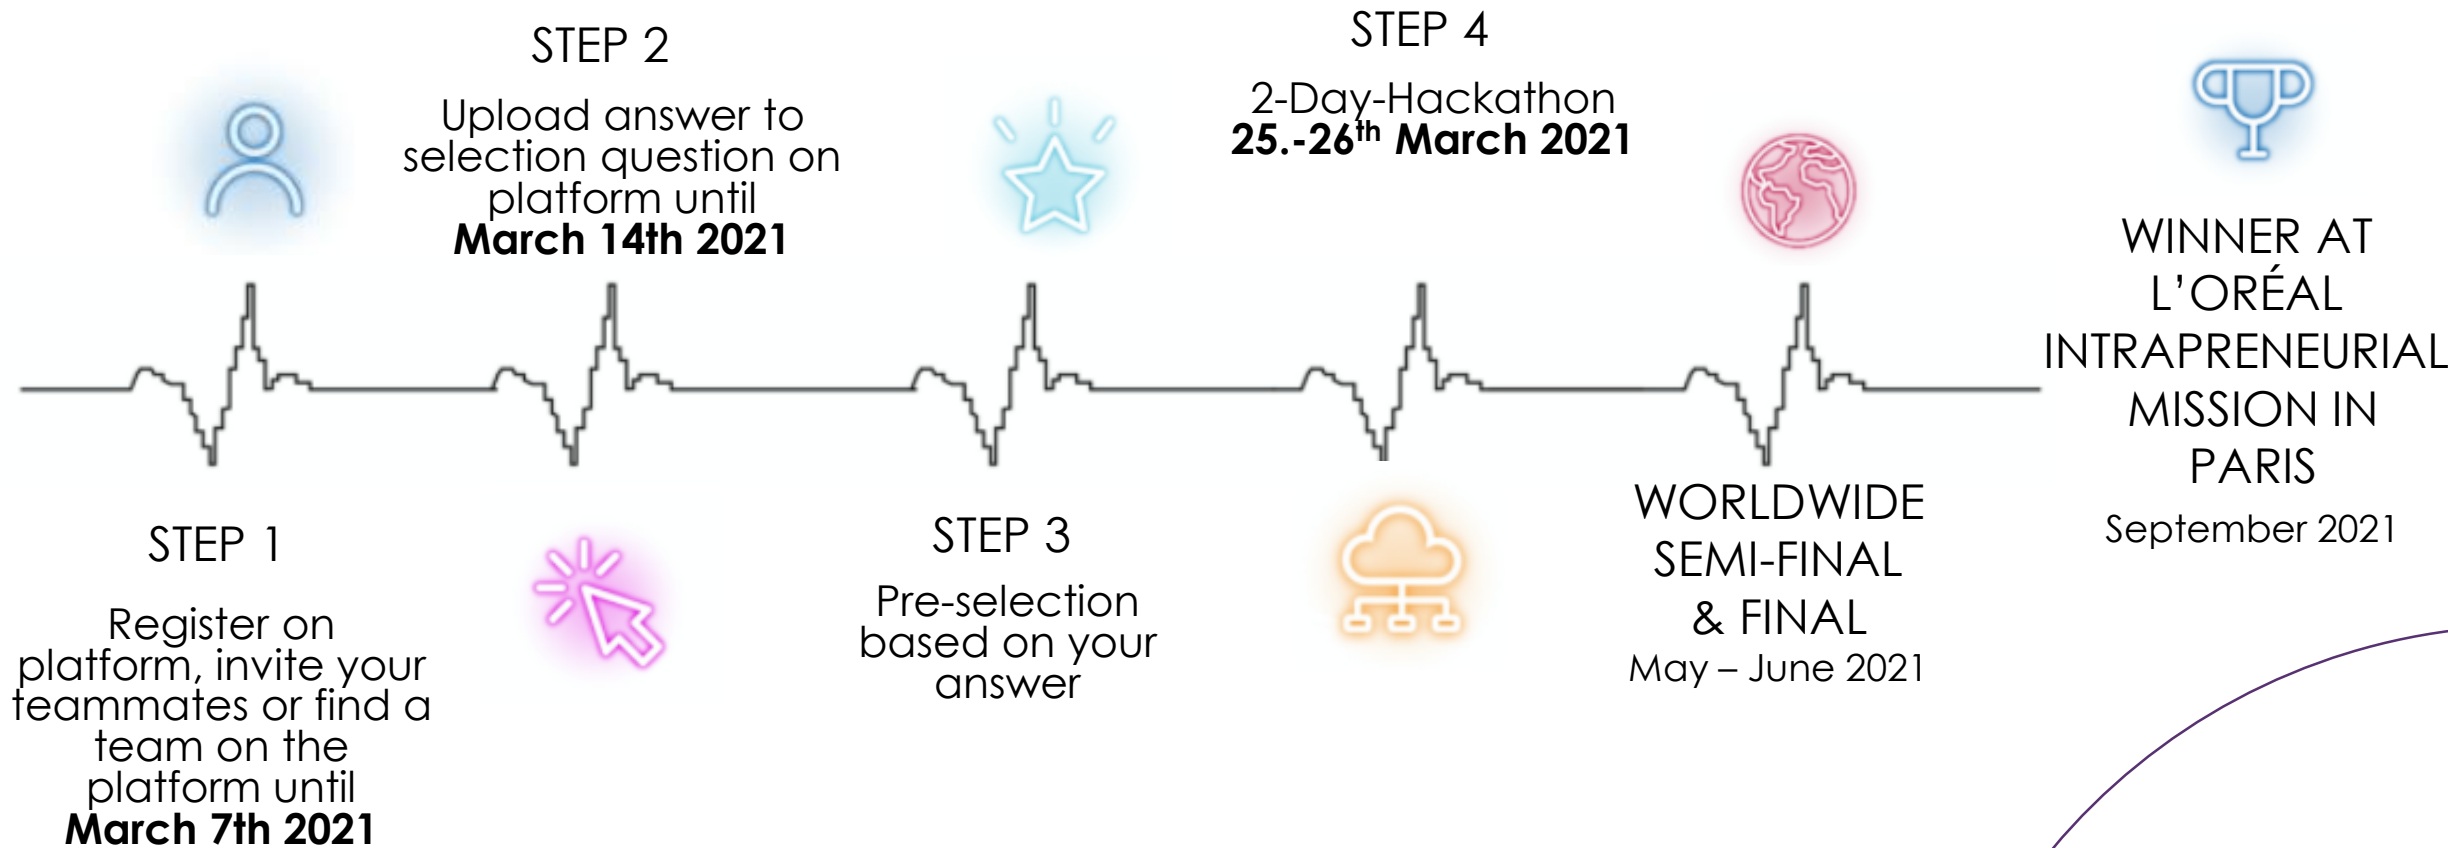 STEP 1
Register on
platform, invite your
teammates or find a
team on the
platform until
March 7th 2021
STEP 2
Upload answer to
selection question on
platform until
March 14th 2021
STEP 3
Pre-selection
based on your
answer
STEP 4
2-Day-Hackathon
25.-26th March 2021
WORLDWIDE
SEMI-FINAL
& FINAL
May – June 2021
WINNER AT
L’ORÉAL
INTRAPRENEURIAL
MISSION IN
PARIS
September 2021